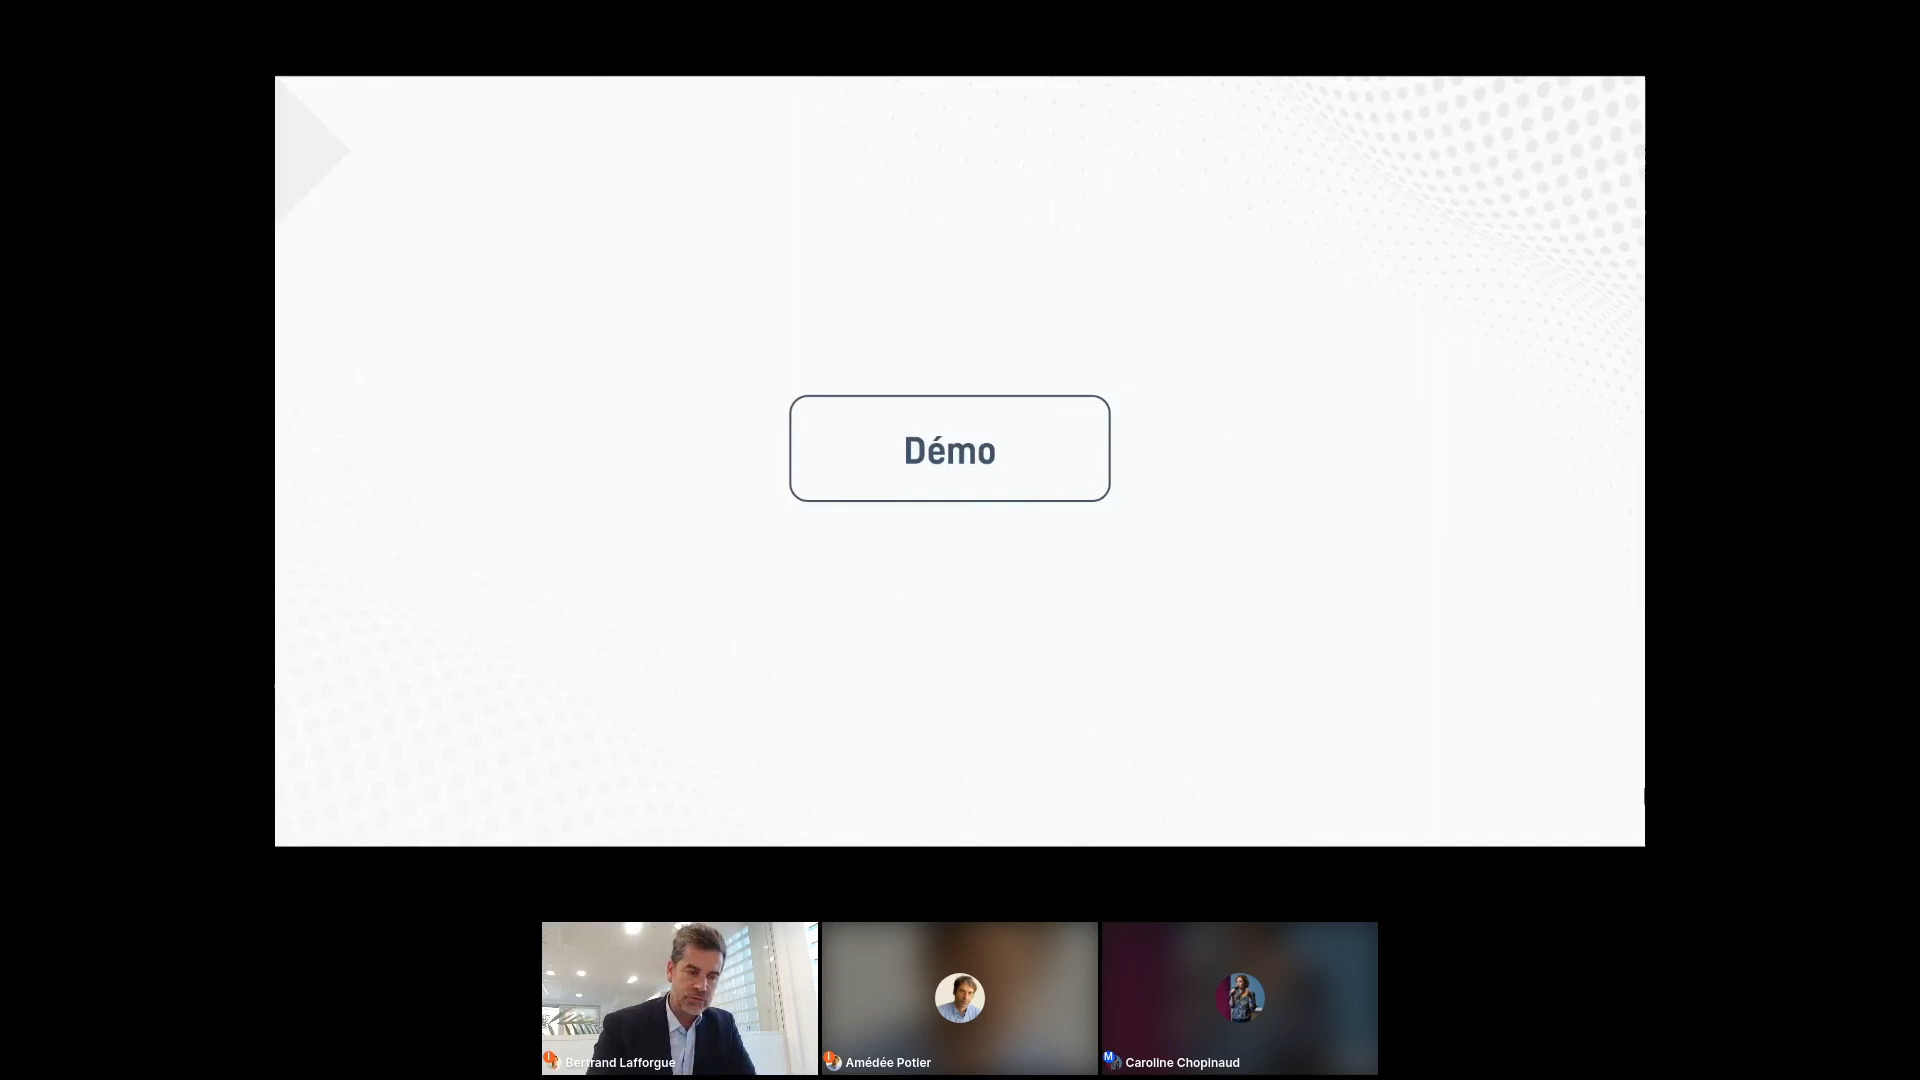 Démo
Bertrand Lafforgue
Amédée Potier
M
Caroline Chopinaud